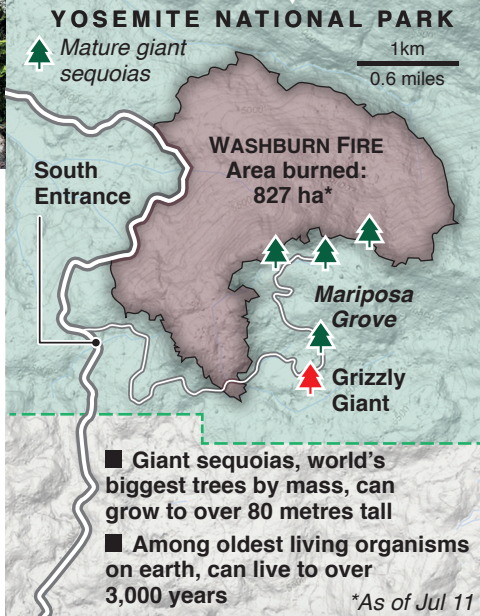 YOSEMITE NATIONAL PARK
Mature giant
sequoias
1km
0.6 miles
WASHBURN FIRE
Area burned:
827 ha*
South
Entrance
Mariposa
Grove
Grizzly
Giant
■ Giant sequoias, world's
biggest trees by mass, can
grow to over 80 metres tall
■ Among oldest living organisms
on earth, can live to over
3,000 years
*As of Jul 11